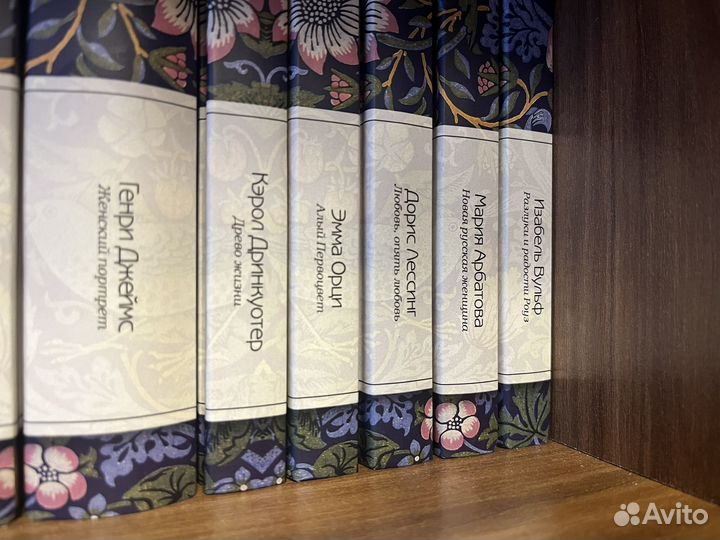 Генри Джеймс
Женский портрет
Кэрол Дринкуотер
Древо жизни
Эмма Орци
Алый Первоцвет
Дорис Лессинг
Любовь, опять любовь
Мария Арбатова
Новая русская женщина
Изабель Вульф
Разлуки и радости Роуз
Avito